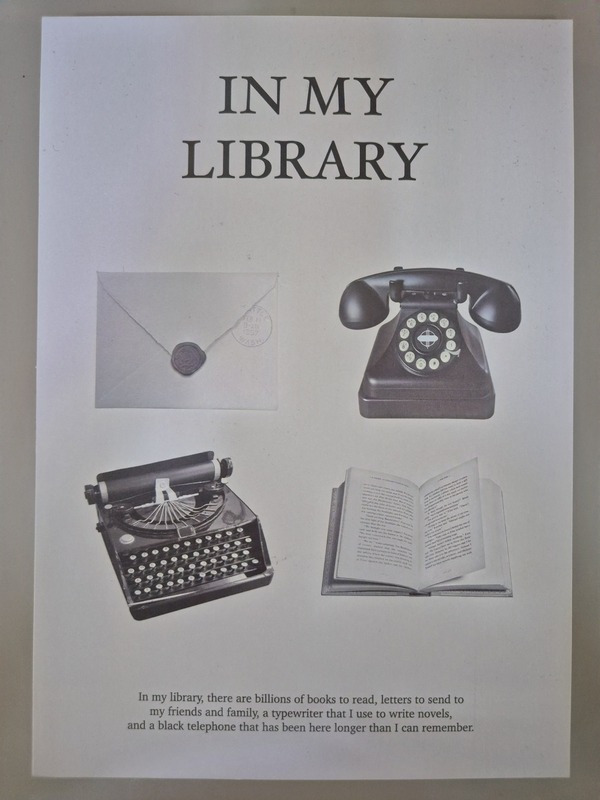 IN MY
LIBRARY
In my library, there are billions of books to read, letters to send to
my friends and family, a typewriter that I use to write novels,
and a black telephone that has been here longer than I can remember.